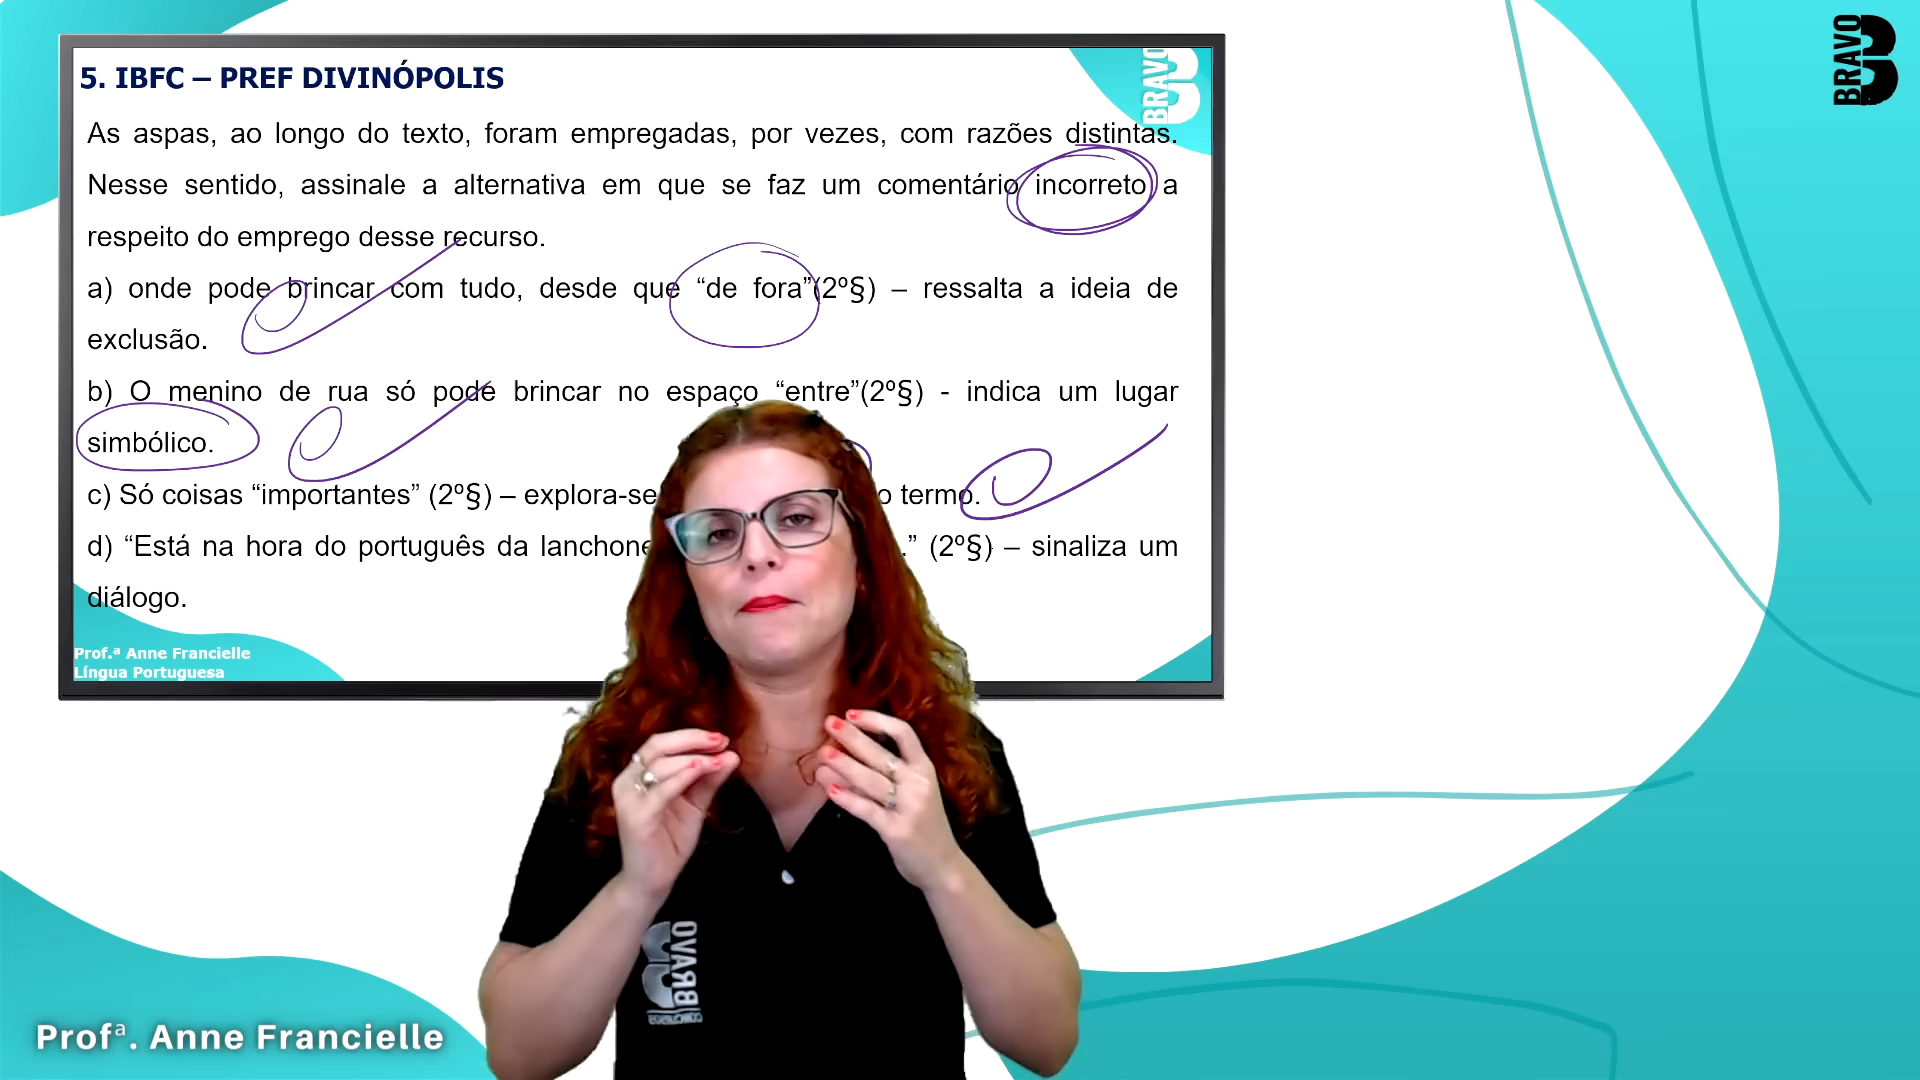 5. IBFC – PREF DIVINÓPOLIS
As aspas, ao longo do texto, foram empregadas, por vezes, com razões distintas.
Nesse sentido, assinale a alternativa em que se faz um comentário incorreto a
respeito do emprego desse recurso.
a) onde pode brincar com tudo, desde que “de fora”(2º§) – ressalta a ideia de
exclusão.
b) O menino de rua só pode brincar no espaço “entre”(2º§) - indica um lugar
simbólico.
c) Só coisas “importantes” (2º§) – explora-se o termo.
d) “Está na hora do português da .” (2º§) – sinaliza um
diálogo.
Prof.ª Anne Francielle
Língua Portuguesa
BRAVO
BRAVO
BRAVO
Profª. Anne Francielle